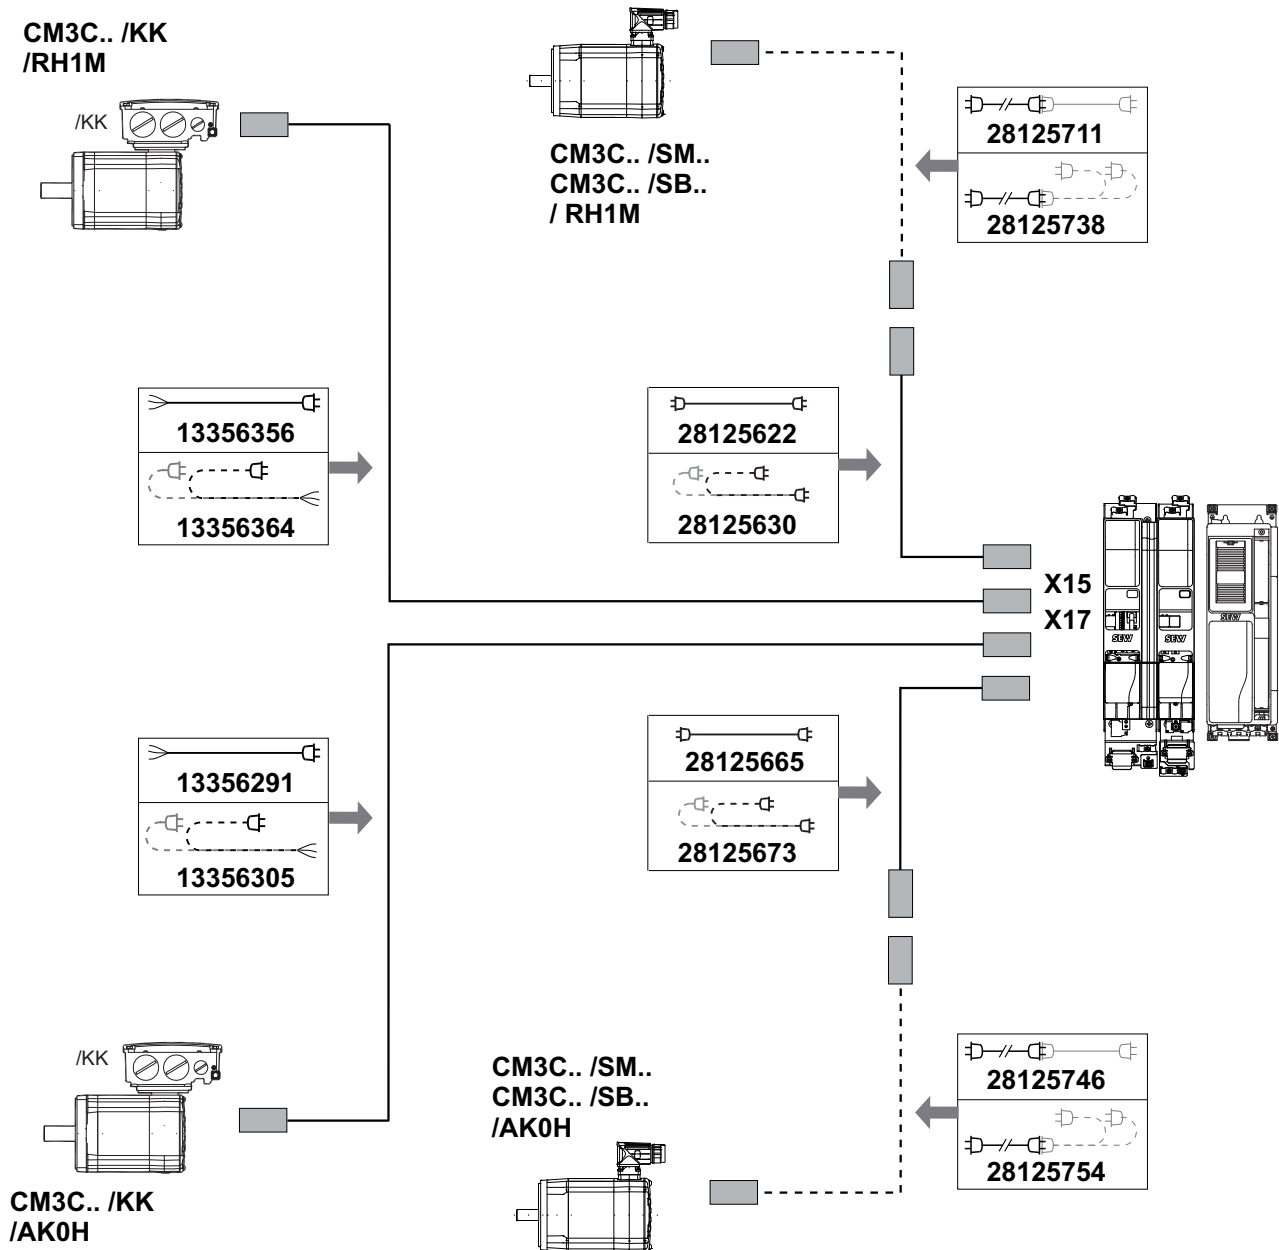 CM3C.. /KK
/RH1M
/KK
CM3C.. /SM..
CM3C.. /SB..
/ RH1M
28125711
28125738
13356356
13356364
28125622
28125630
X15
X17
SEW
SEW
SEW
13356291
13356305
28125665
28125673
/KK
CM3C.. /KK
/AK0H
CM3C.. /SM..
CM3C.. /SB..
/AK0H
28125746
28125754